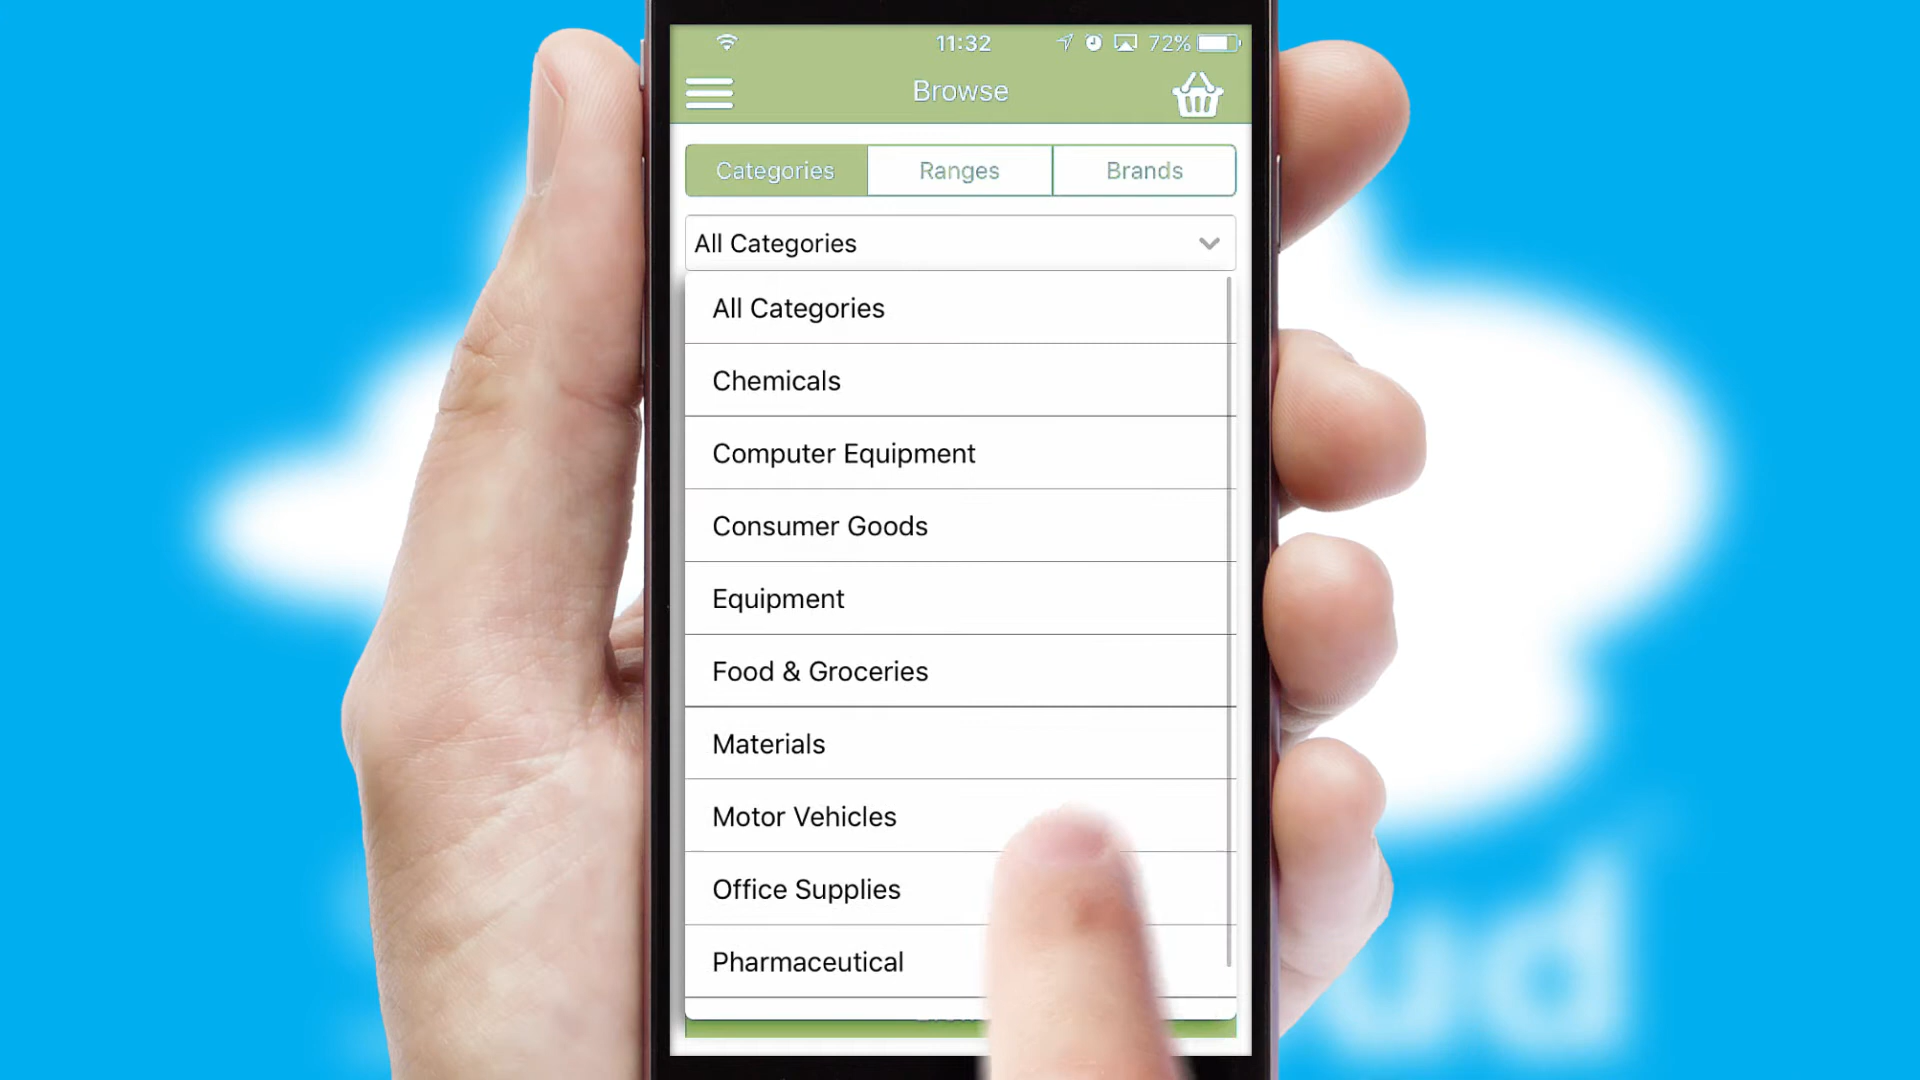 11:32
72%
Browse
Categories
Ranges
Brands
All Categories
All Categories
Chemicals
Computer Equipment
Consumer Goods
Equipment
Food & Groceries
Materials
Motor Vehicles
Office Supplies
Pharmaceutical
ud